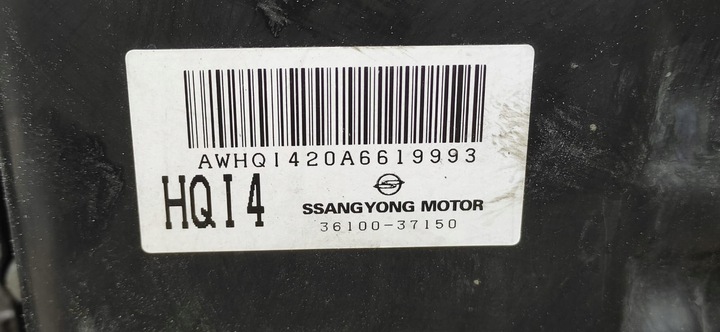 AWHQI420A6619993
HQI4
SSANGYONG MOTOR
36100-37150